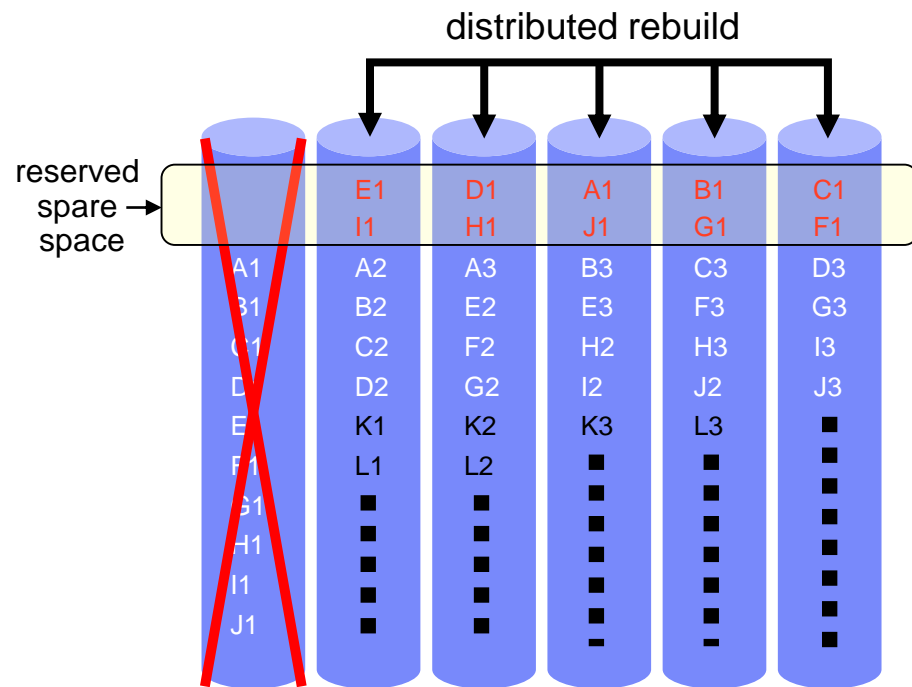 distributed rebuild
reserved
spare
space
E1 D1 A1 B1 C1
I1 H1 J1 G1 F1
A1 A2 A3 B3 C3 D3
B1 B2 E2 E3 F3 G3
C1 C2 F2 H2 H3 I3
D D2 G2 I2 J2 J3
E K1 K2 K3 L3
F1 L1 L2
G1
H1
I1
J1